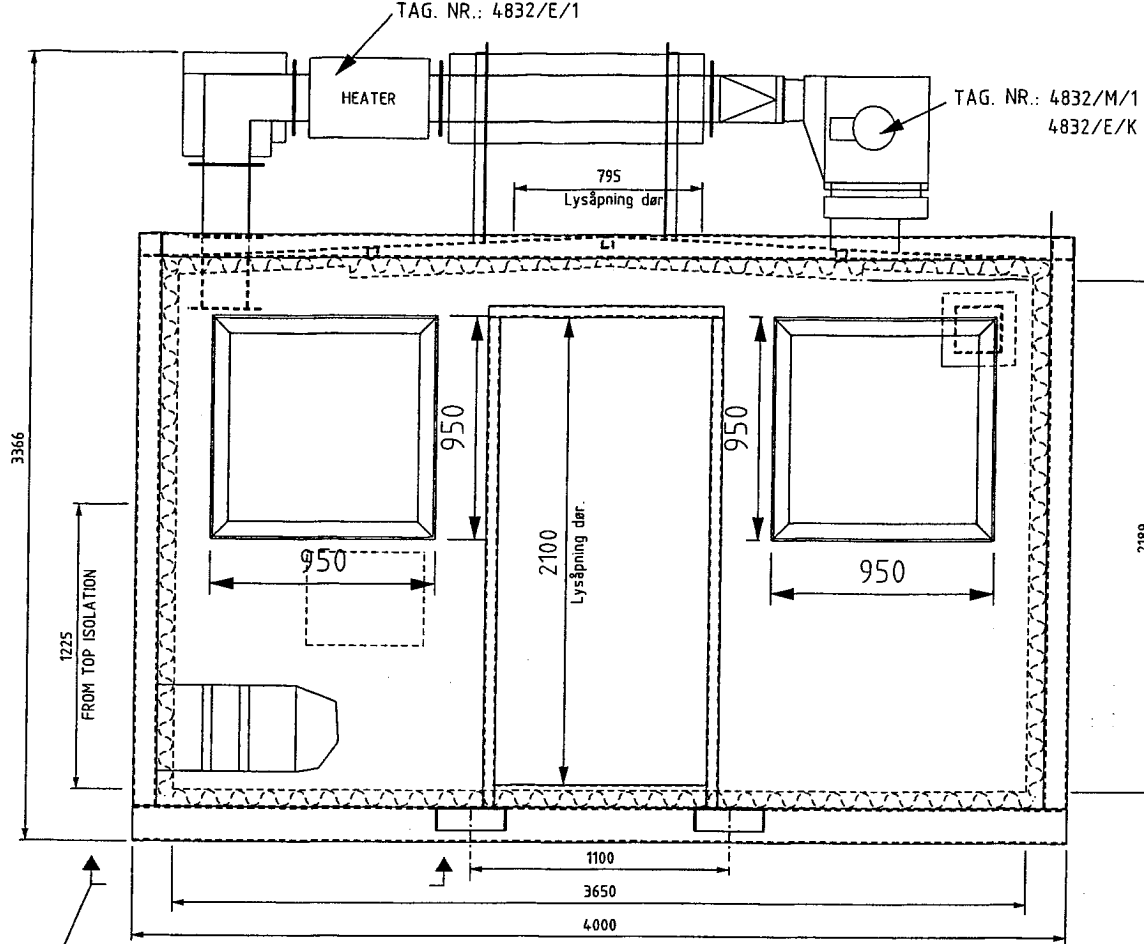 TAG. NR.: 4832/E/1
HEATER
TAG. NR.: 4832/M/1
4832/E/K
795
Lysåpning dør
3366
950
950
2100
Lysåpning dør.
950
950
2189
1225
FROM TOP ISOLATION
1100
3650
4000